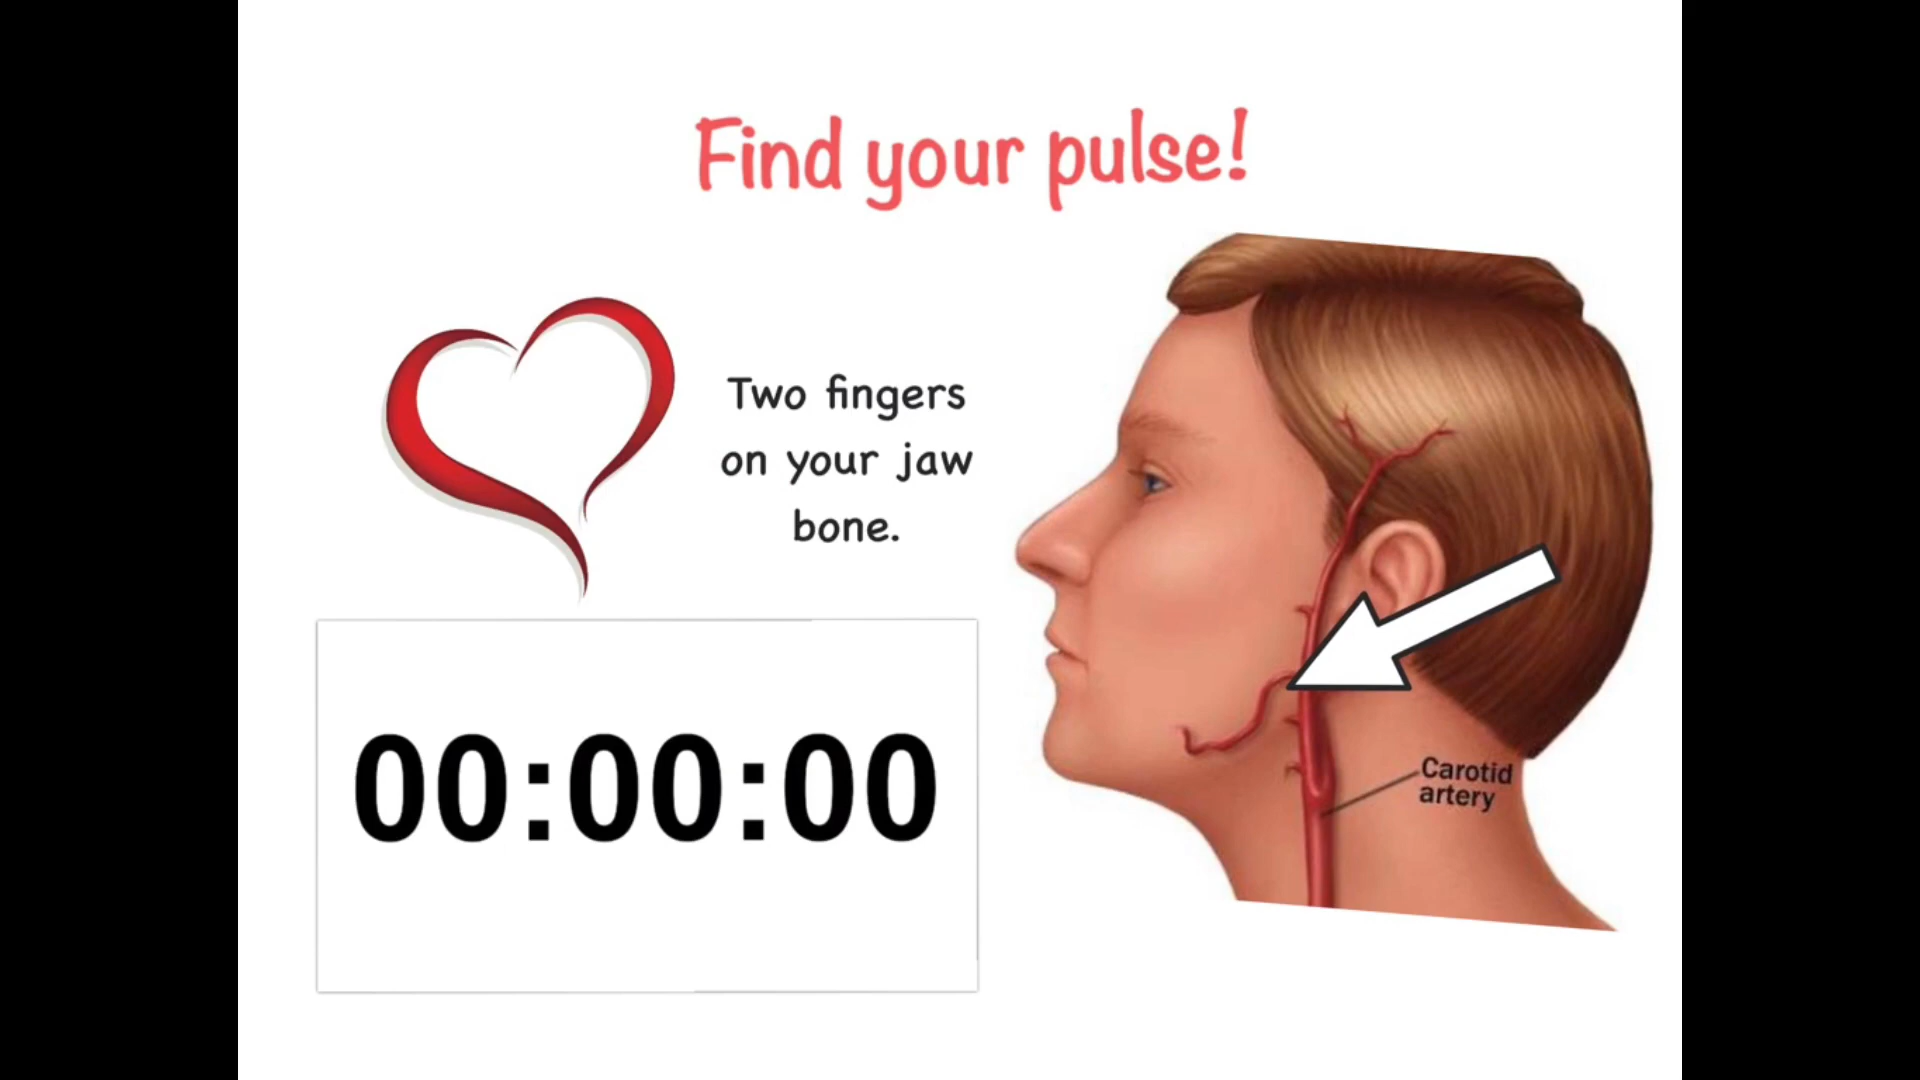 Find your pulse!
Two fingers
on your jaw
bone.
00:00:00
Carotid
artery